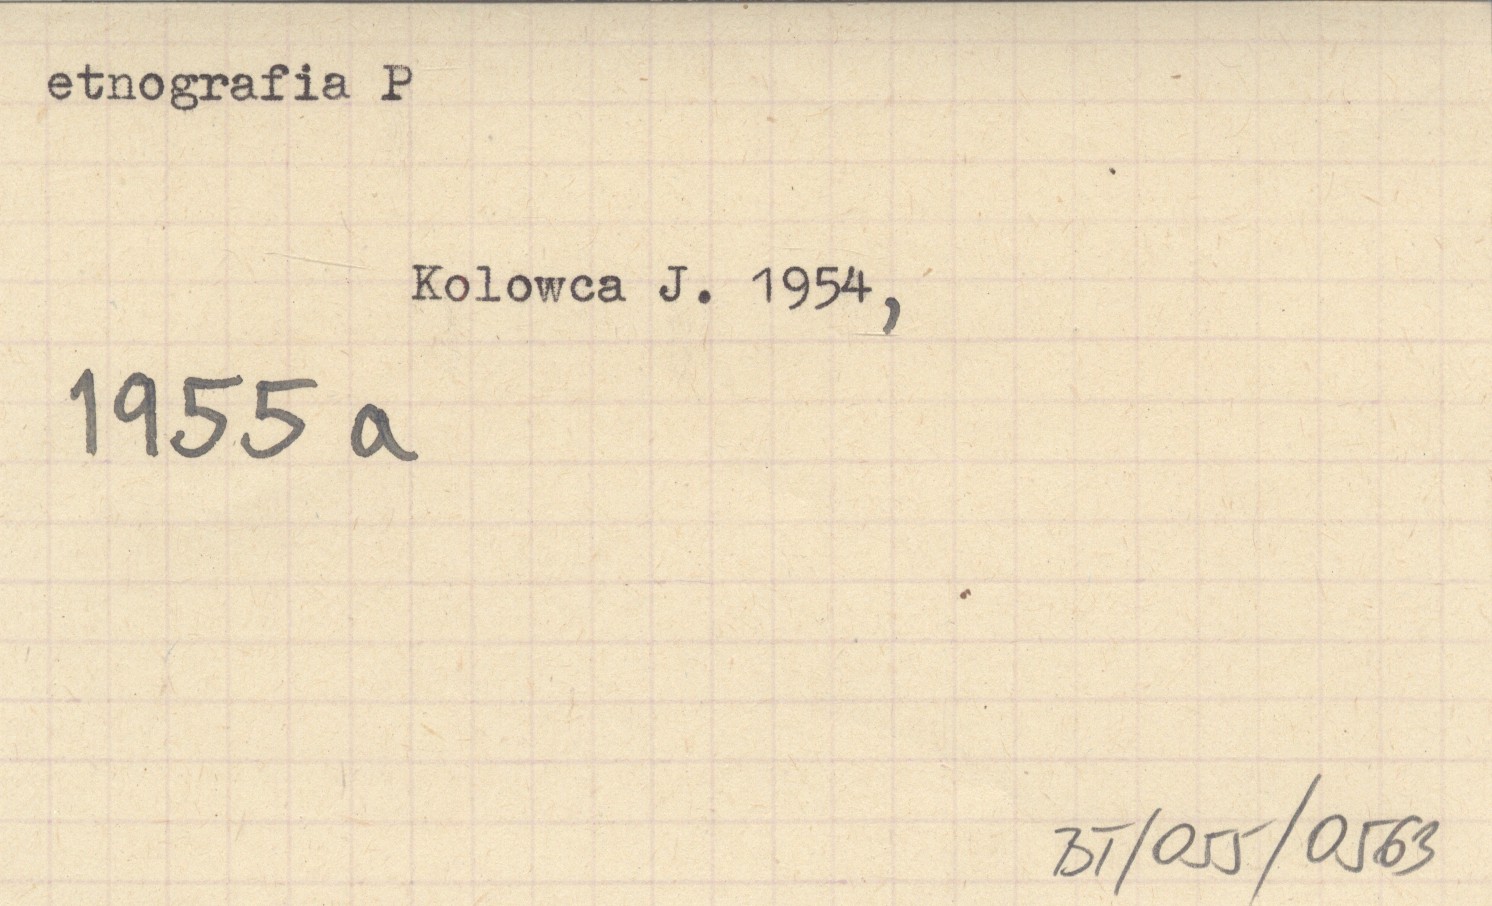 etnografia P
Kolowca J. 1954,
1955 a
BT/055/0563